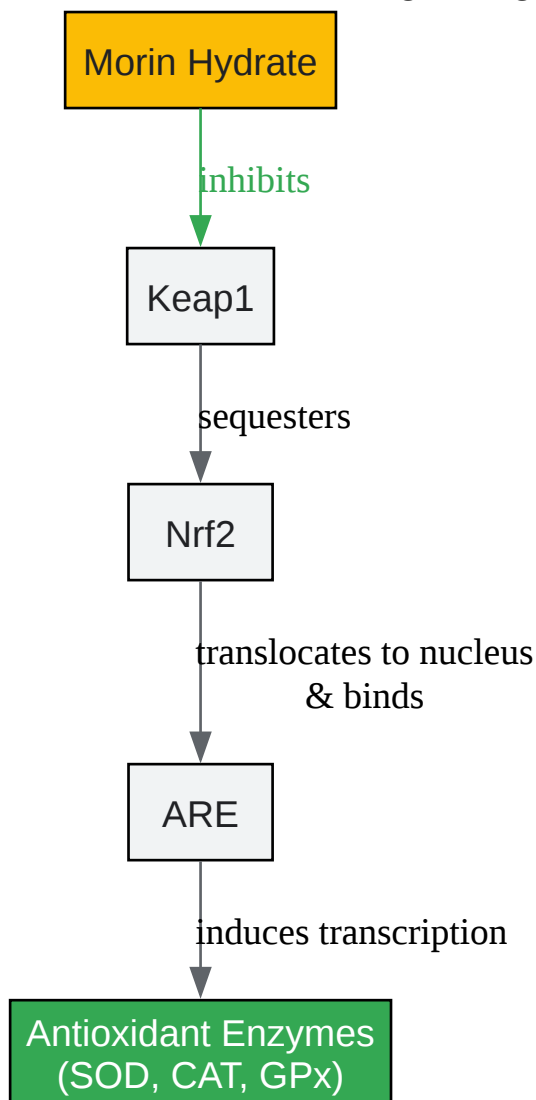 Morin Hydrate
inhibits
Keap1
sequesters
Nrf2
translocates to nucleus
& binds
ARE
induces transcription
Antioxidant Enzymes
(SOD, CAT, GPx)